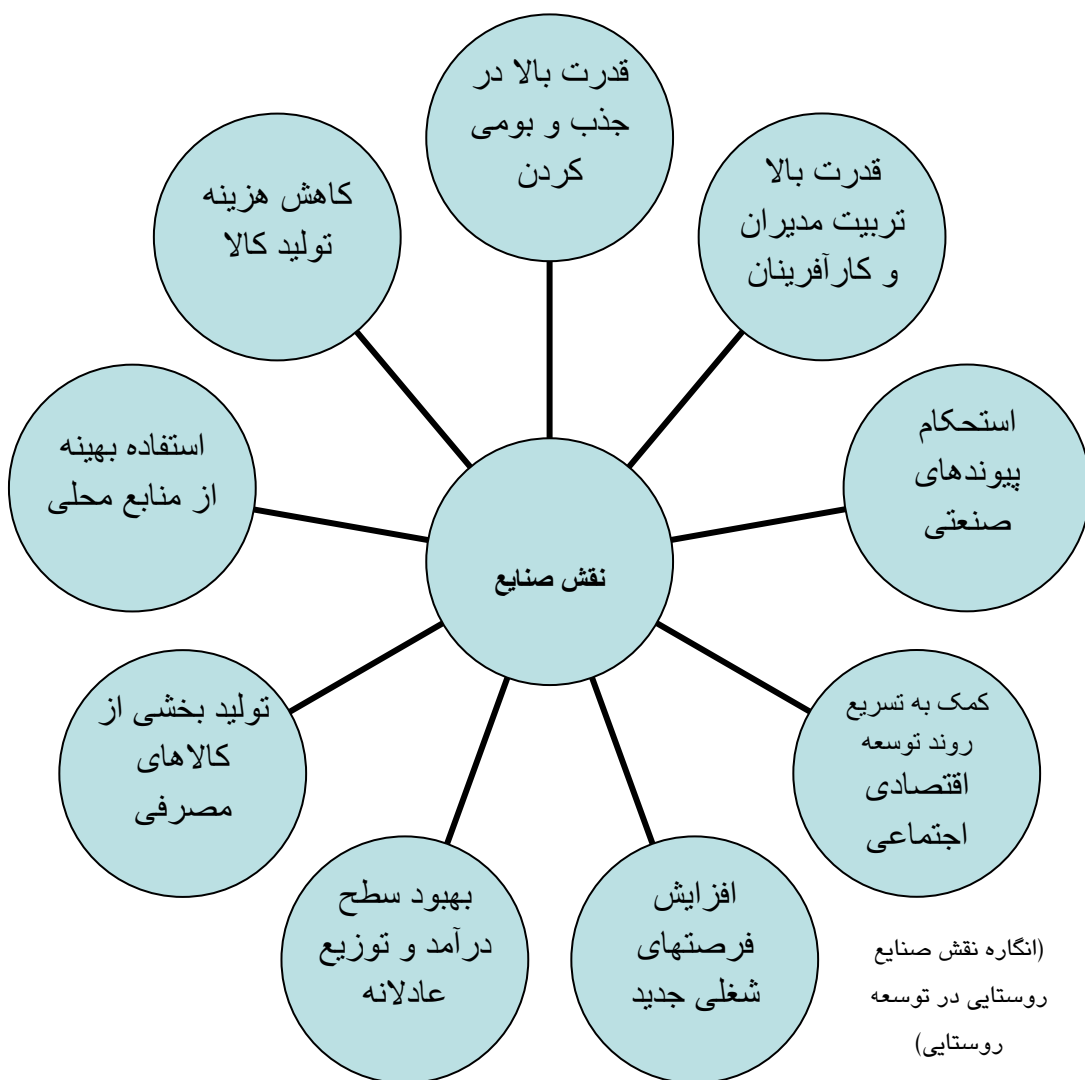 قدرت بالا در
جذب و بومی
کردن
قدرت بالا
تربیت مدیران
و کارآفرینان
استحکام
پیوندهای
صنعتی
کمک به تسریع
روند توسعه
اقتصادی
اجتماعی
افزایش
فرصتهای
شغلی جدید
بهبود سطح
درآمد و توزیع
عادلانه
تولید بخشی از
کالاهای
مصرفی
استفاده بهینه
از منابع محلی
کاهش هزینه
تولید کالا
نقش صنایع
(انگاره نقش صنایع
روستایی در توسعه
روستایی)